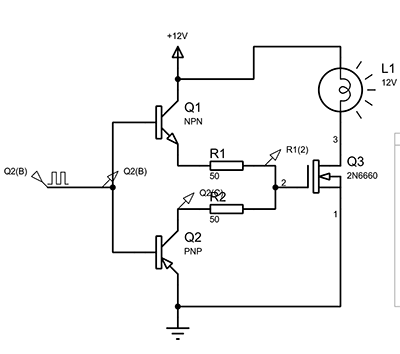 +12V
L1
12V
Q1
NPN
R1
50
R1(2)
3
Q3
2N6660
2
1
Q2(B)
Q2(B)
Q2(C)
R2
50
Q2
PNP